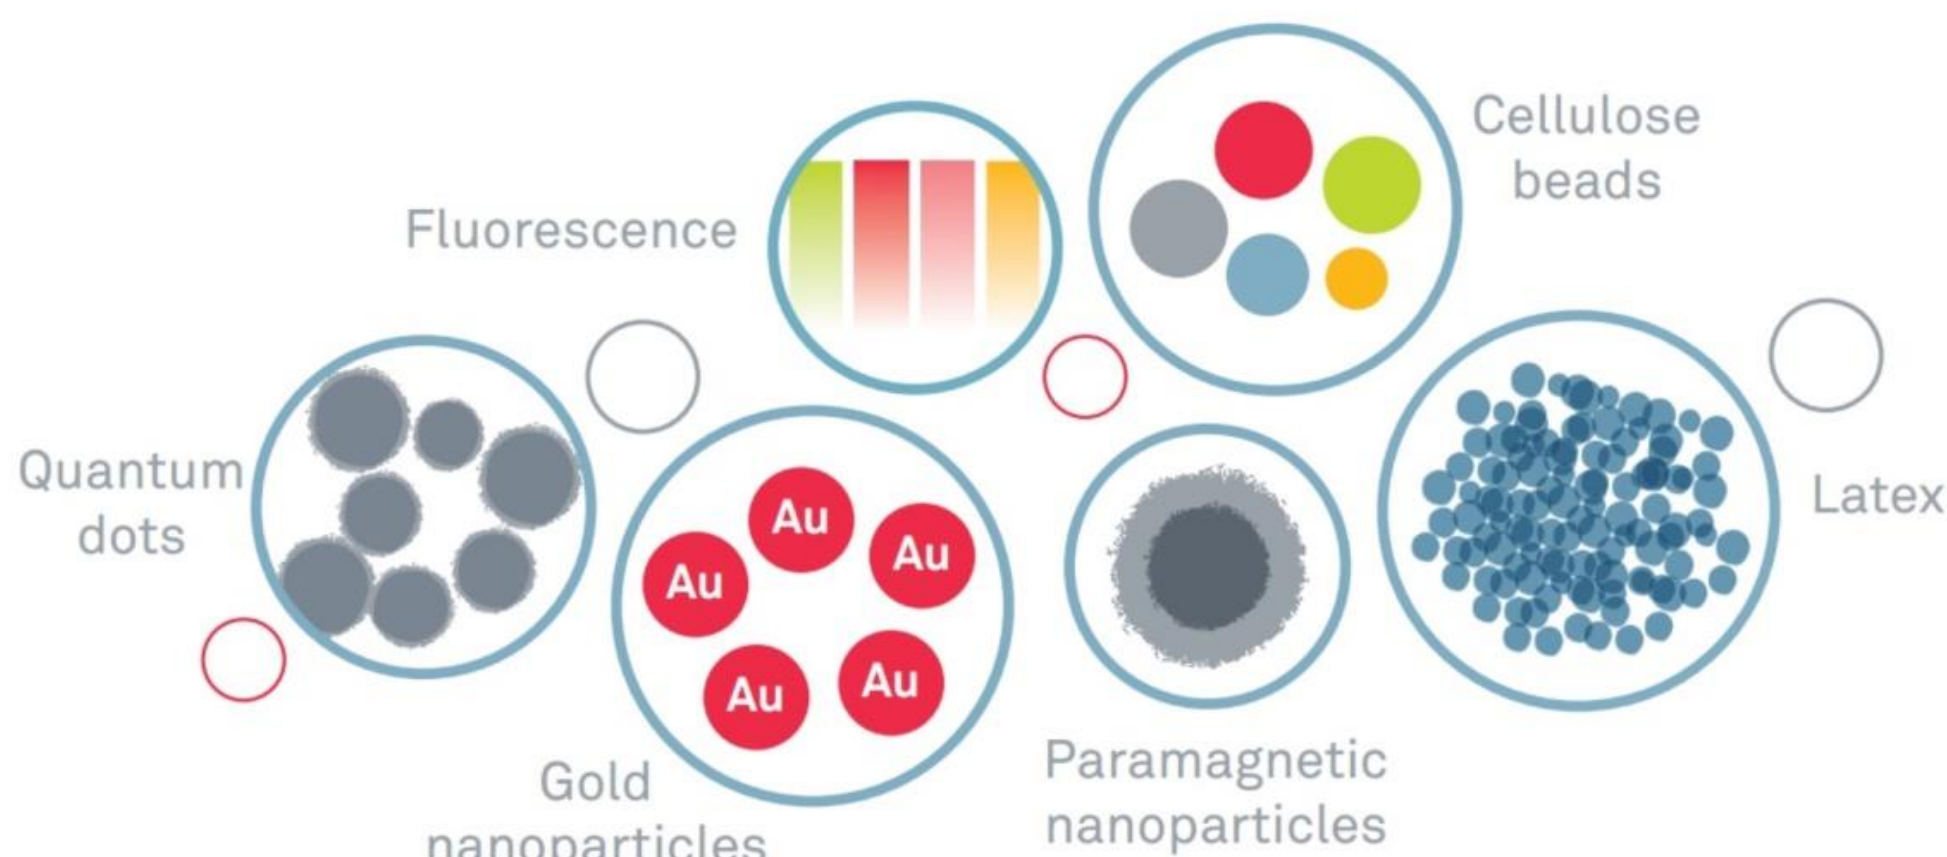 Cellulose
beads
Fluorescence
Quantum
dots
Latex
Au
Au
Au
Au
Au
Gold
nanoparticles
Paramagnetic
nanoparticles